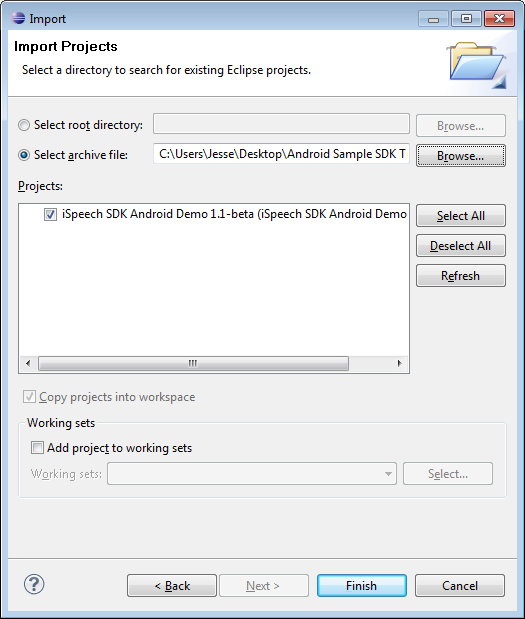 Import
Import Projects
Select a directory to search for existing Eclipse projects.
Select root directory:
Browse...
Select archive file:
C:\Users\Jesse\Desktop\Android Sample SDK T
Browse...
Projects:
iSpeech SDK Android Demo 1.1-beta (iSpeech SDK Android Demo
Select All
Deselect All
Refresh
Copy projects into workspace
Working sets
Add project to working sets
Working sets:
Select...
?
< Back
Next >
Finish
Cancel